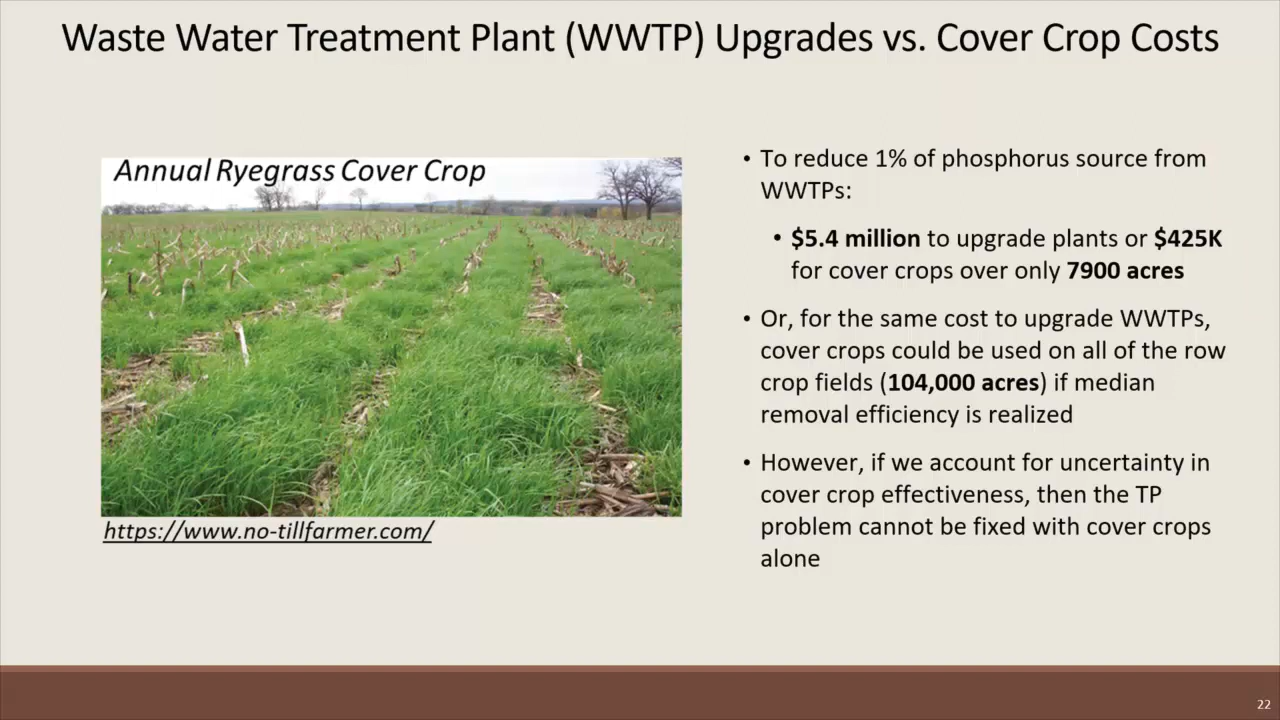 Waste Water Treatment Plant (WWTP) Upgrades vs. Cover Crop Costs
Annual Ryegrass Cover Crop
https://www.no-tillfarmer.com/
• To reduce 1% of phosphorus source from
WWTPs:
• $5.4 million to upgrade plants or $425K
for cover crops over only 7900 acres
• Or, for the same cost to upgrade WWTPs,
cover crops could be used on all of the row
crop fields (104,000 acres) if median
removal efficiency is realized
• However, if we account for uncertainty in
cover crop effectiveness, then the TP
problem cannot be fixed with cover crops
alone
22